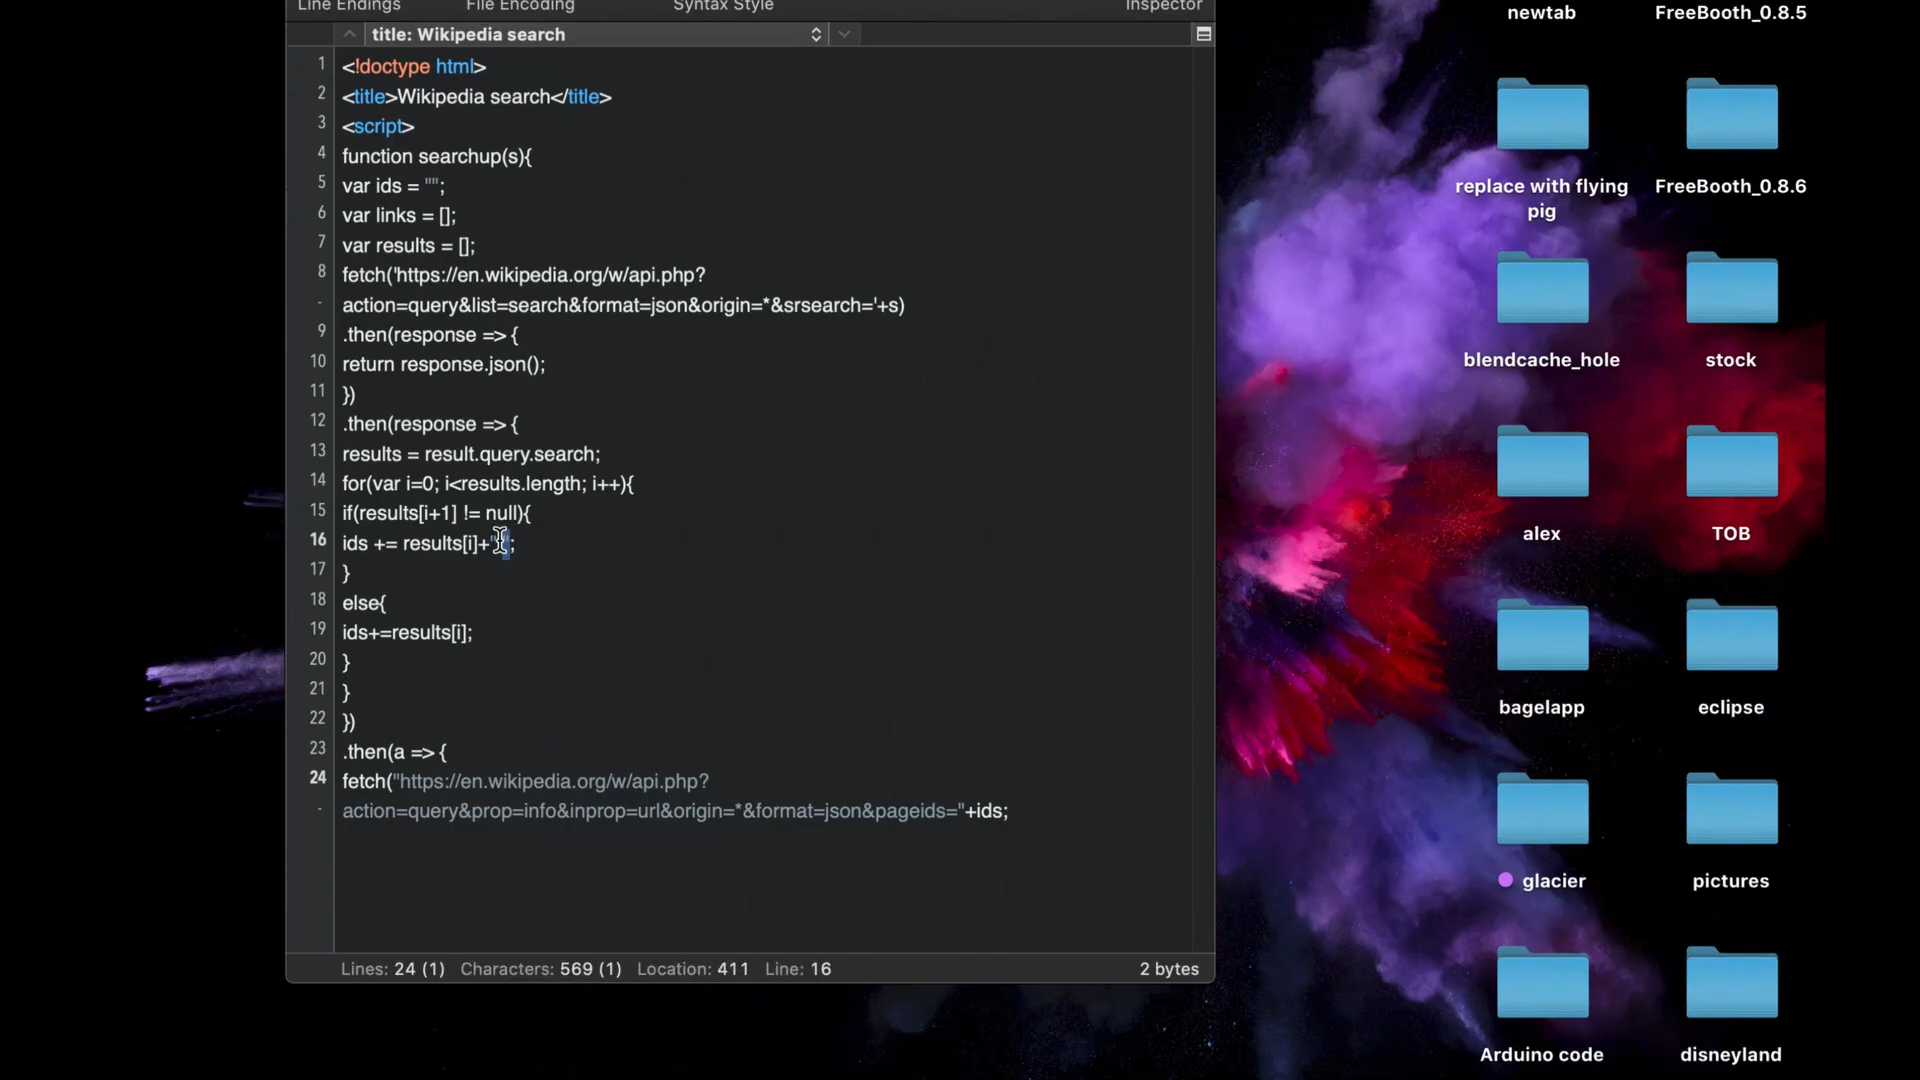 Line Endings File Encoding Syntax Style Inspector
title: Wikipedia search
1 <!doctype html>
2 <title>Wikipedia search</title>
3 <script>
4 function searchup(s){
5 var ids = "";
6 var links = [];
7 var results = [];
8 fetch('https://en.wikipedia.org/w/api.php?
- action=query&list=search&format=json&origin=*&srsearch='+s)
9 .then(response => {
10 return response.json();
11 })
12 .then(response => {
13 results = result.query.search;
14 for(var i=0; i<results.length; i++){
15 if(results[i+1] != null){
16 ids += results[i]+
17 }
18 else{
19 ids+=results[i];
20 }
21 }
22 })
23 .then(a => {
24 fetch("https://en.wikipedia.org/w/api.php?
- action=query&prop=info&inprop=url&origin=*&format=json&pageids="+ids;
Lines: 24 (1) Characters: 569 (1) Location: 411 Line: 16 2 bytes
newtab FreeBooth_0.8.5
replace with flying
pig
FreeBooth_0.8.6
blendcache_hole stock
alex TOB
bagelapp eclipse
glacier pictures
Arduino code disneyland